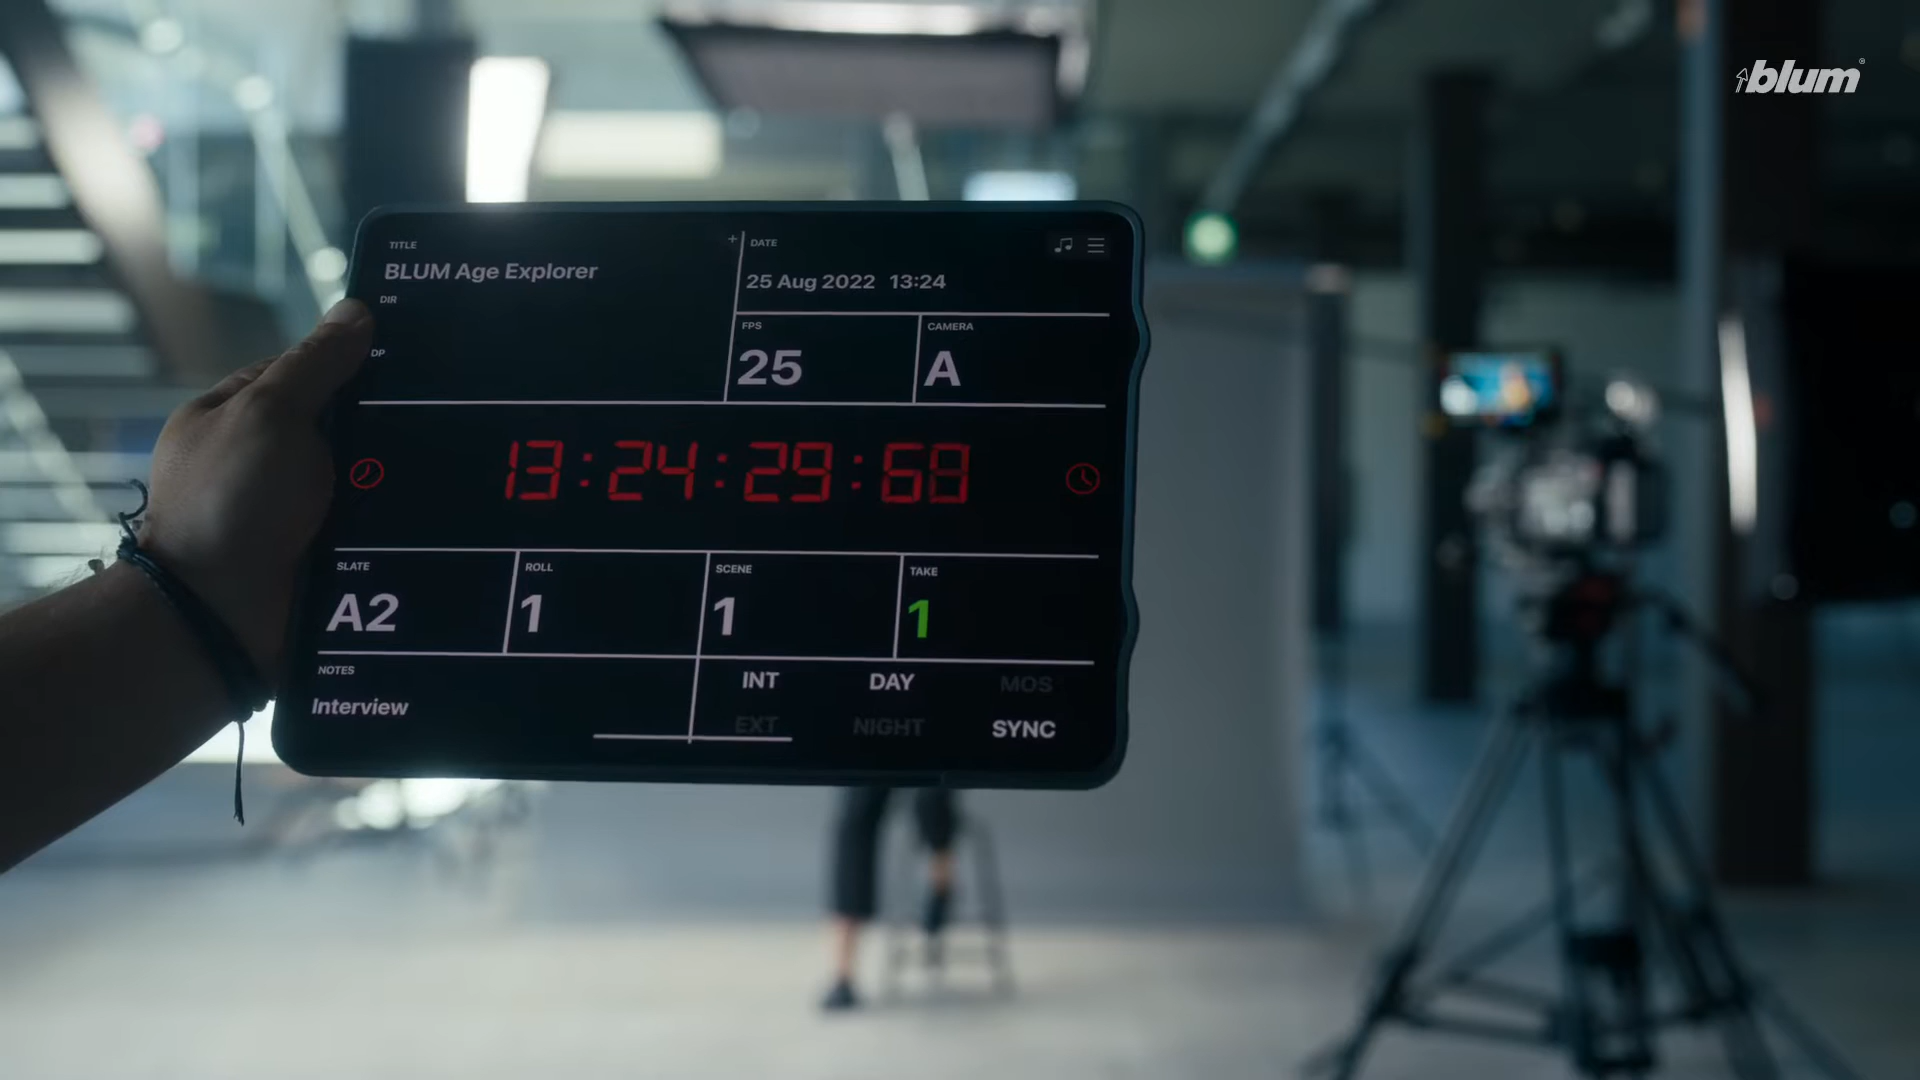 blum®
TITLE
BLUM Age Explorer
DIR
DP
DATE
25 Aug 2022 13:24
FPS
25
CAMERA
A
13:24:29:68
SLATE
A2
ROLL
1
SCENE
1
TAKE
1
NOTES
Interview
INT DAY MOS
EXT NIGHT SYNC